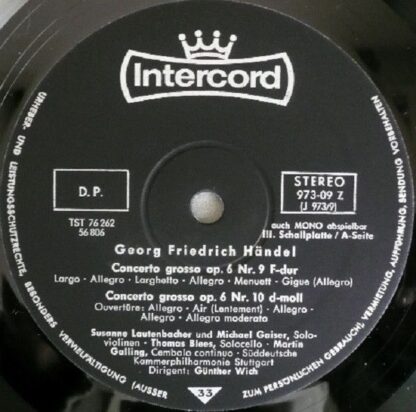 Intercord
D. P.
TST 76 262
56 806
STEREO
973-09 Z
(J 973/9)
auch MONO abspielbar
III. Schallplatte / A-Seite
Georg Friedrich Händel
Concerto grosso op. 6 Nr. 9 F-dur
Largo - Allegro - Larghetto - Allegro - Menuett - Gigue (Allegro)
Concerto grosso op. 6 Nr. 10 d-moll
Ouvertüre: Allegro - Air (Lentement) - Allegro -
Allegro - Allegro moderato
Susanne Lautenbacher und Michael Gaiser, Solo-
violinen - Thomas Blees, Solocello - Martin
Galling, Cembalo continuo - Süddeutsche
Kammerphilharmonie Stuttgart
Dirigent: Günther Wich
33
URHEBER- UND LEISTUNGSSCHUTZRECHTE, BESONDERS VERVIELFÄLTIGUNG (AUSSER ZUM PERSÖNLICHEN GEBRAUCH), VERMIETUNG, AUFFÜHRUNG, SENDUNG VORBEHALTEN